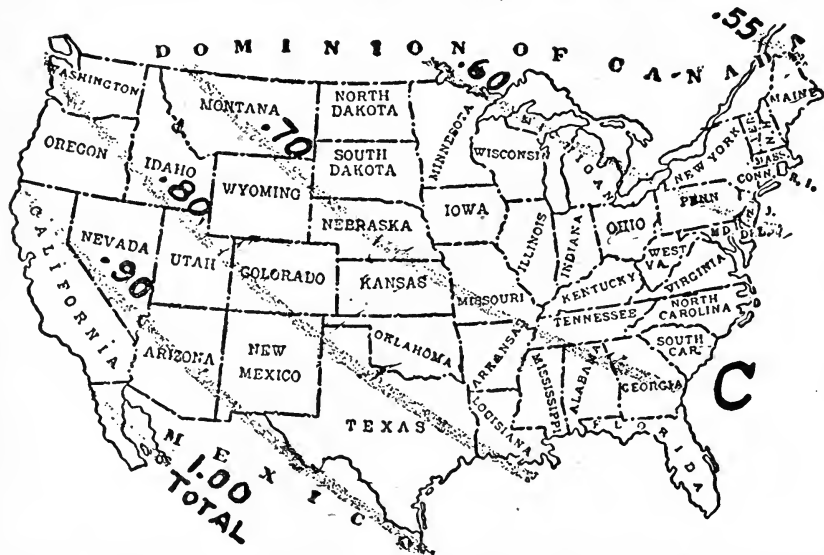 .55
DOMINION OF CANADA
.60
WASHINGTON
MONTANA
NORTH
DAKOTA
MINNESOTA
MAINE
.70
OREGON
IDAHO
SOUTH
DAKOTA
WISCONSIN
MICHIGAN
NEW YORK
MASS.
CONN.
R. I.
.80
WYOMING
IOWA
PENN
N. J.
NEBRASKA
ILLINOIS
INDIANA
OHIO
MD
DEL.
CALIFORNIA
NEVADA
UTAH
COLORADO
KANSAS
MISSOURI
WEST
VA.
VIRGINIA
.90
KENTUCKY
NORTH
CAROLINA
TENNESSEE
ARIZONA
NEW
MEXICO
OKLAHOMA
ARKANSAS
SOUTH
CAR.
MISSISSIPPI
ALABAMA
GEORGIA
C
TEXAS
LOUISIANA
FLORIDA
MEXICO
1.00
TOTAL